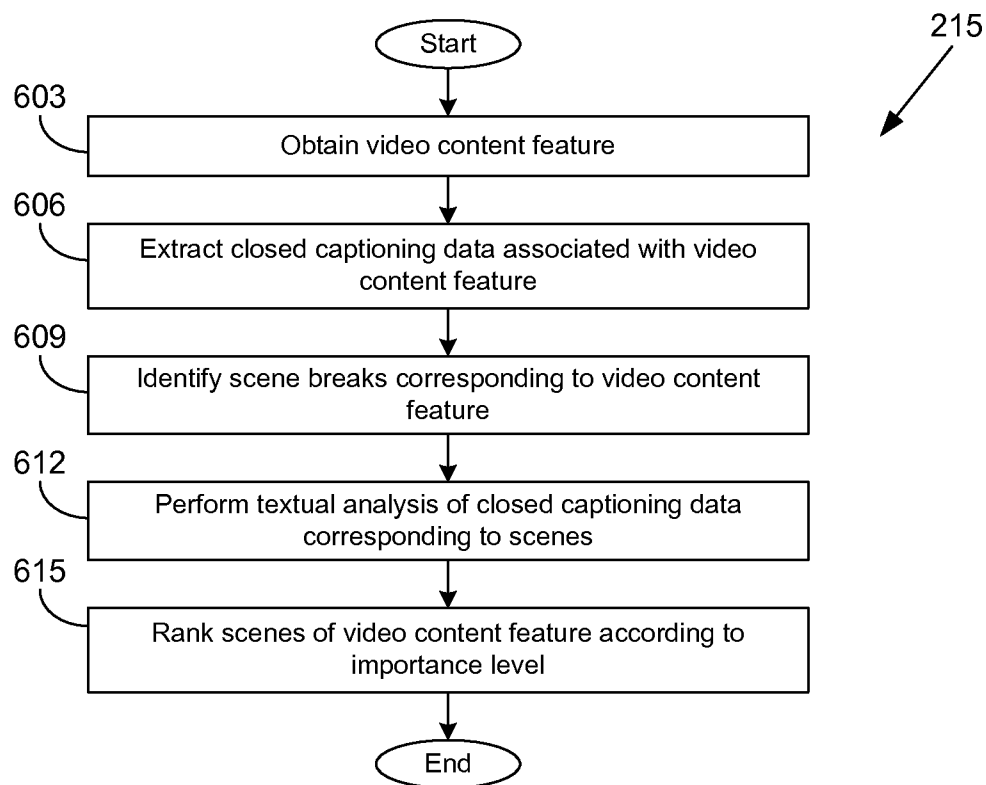 215
Start
603
Obtain video content feature
606
Extract closed captioning data associated with video
content feature
609
Identify scene breaks corresponding to video content
feature
612
Perform textual analysis of closed captioning data
corresponding to scenes
615
Rank scenes of video content feature according to
importance level
End